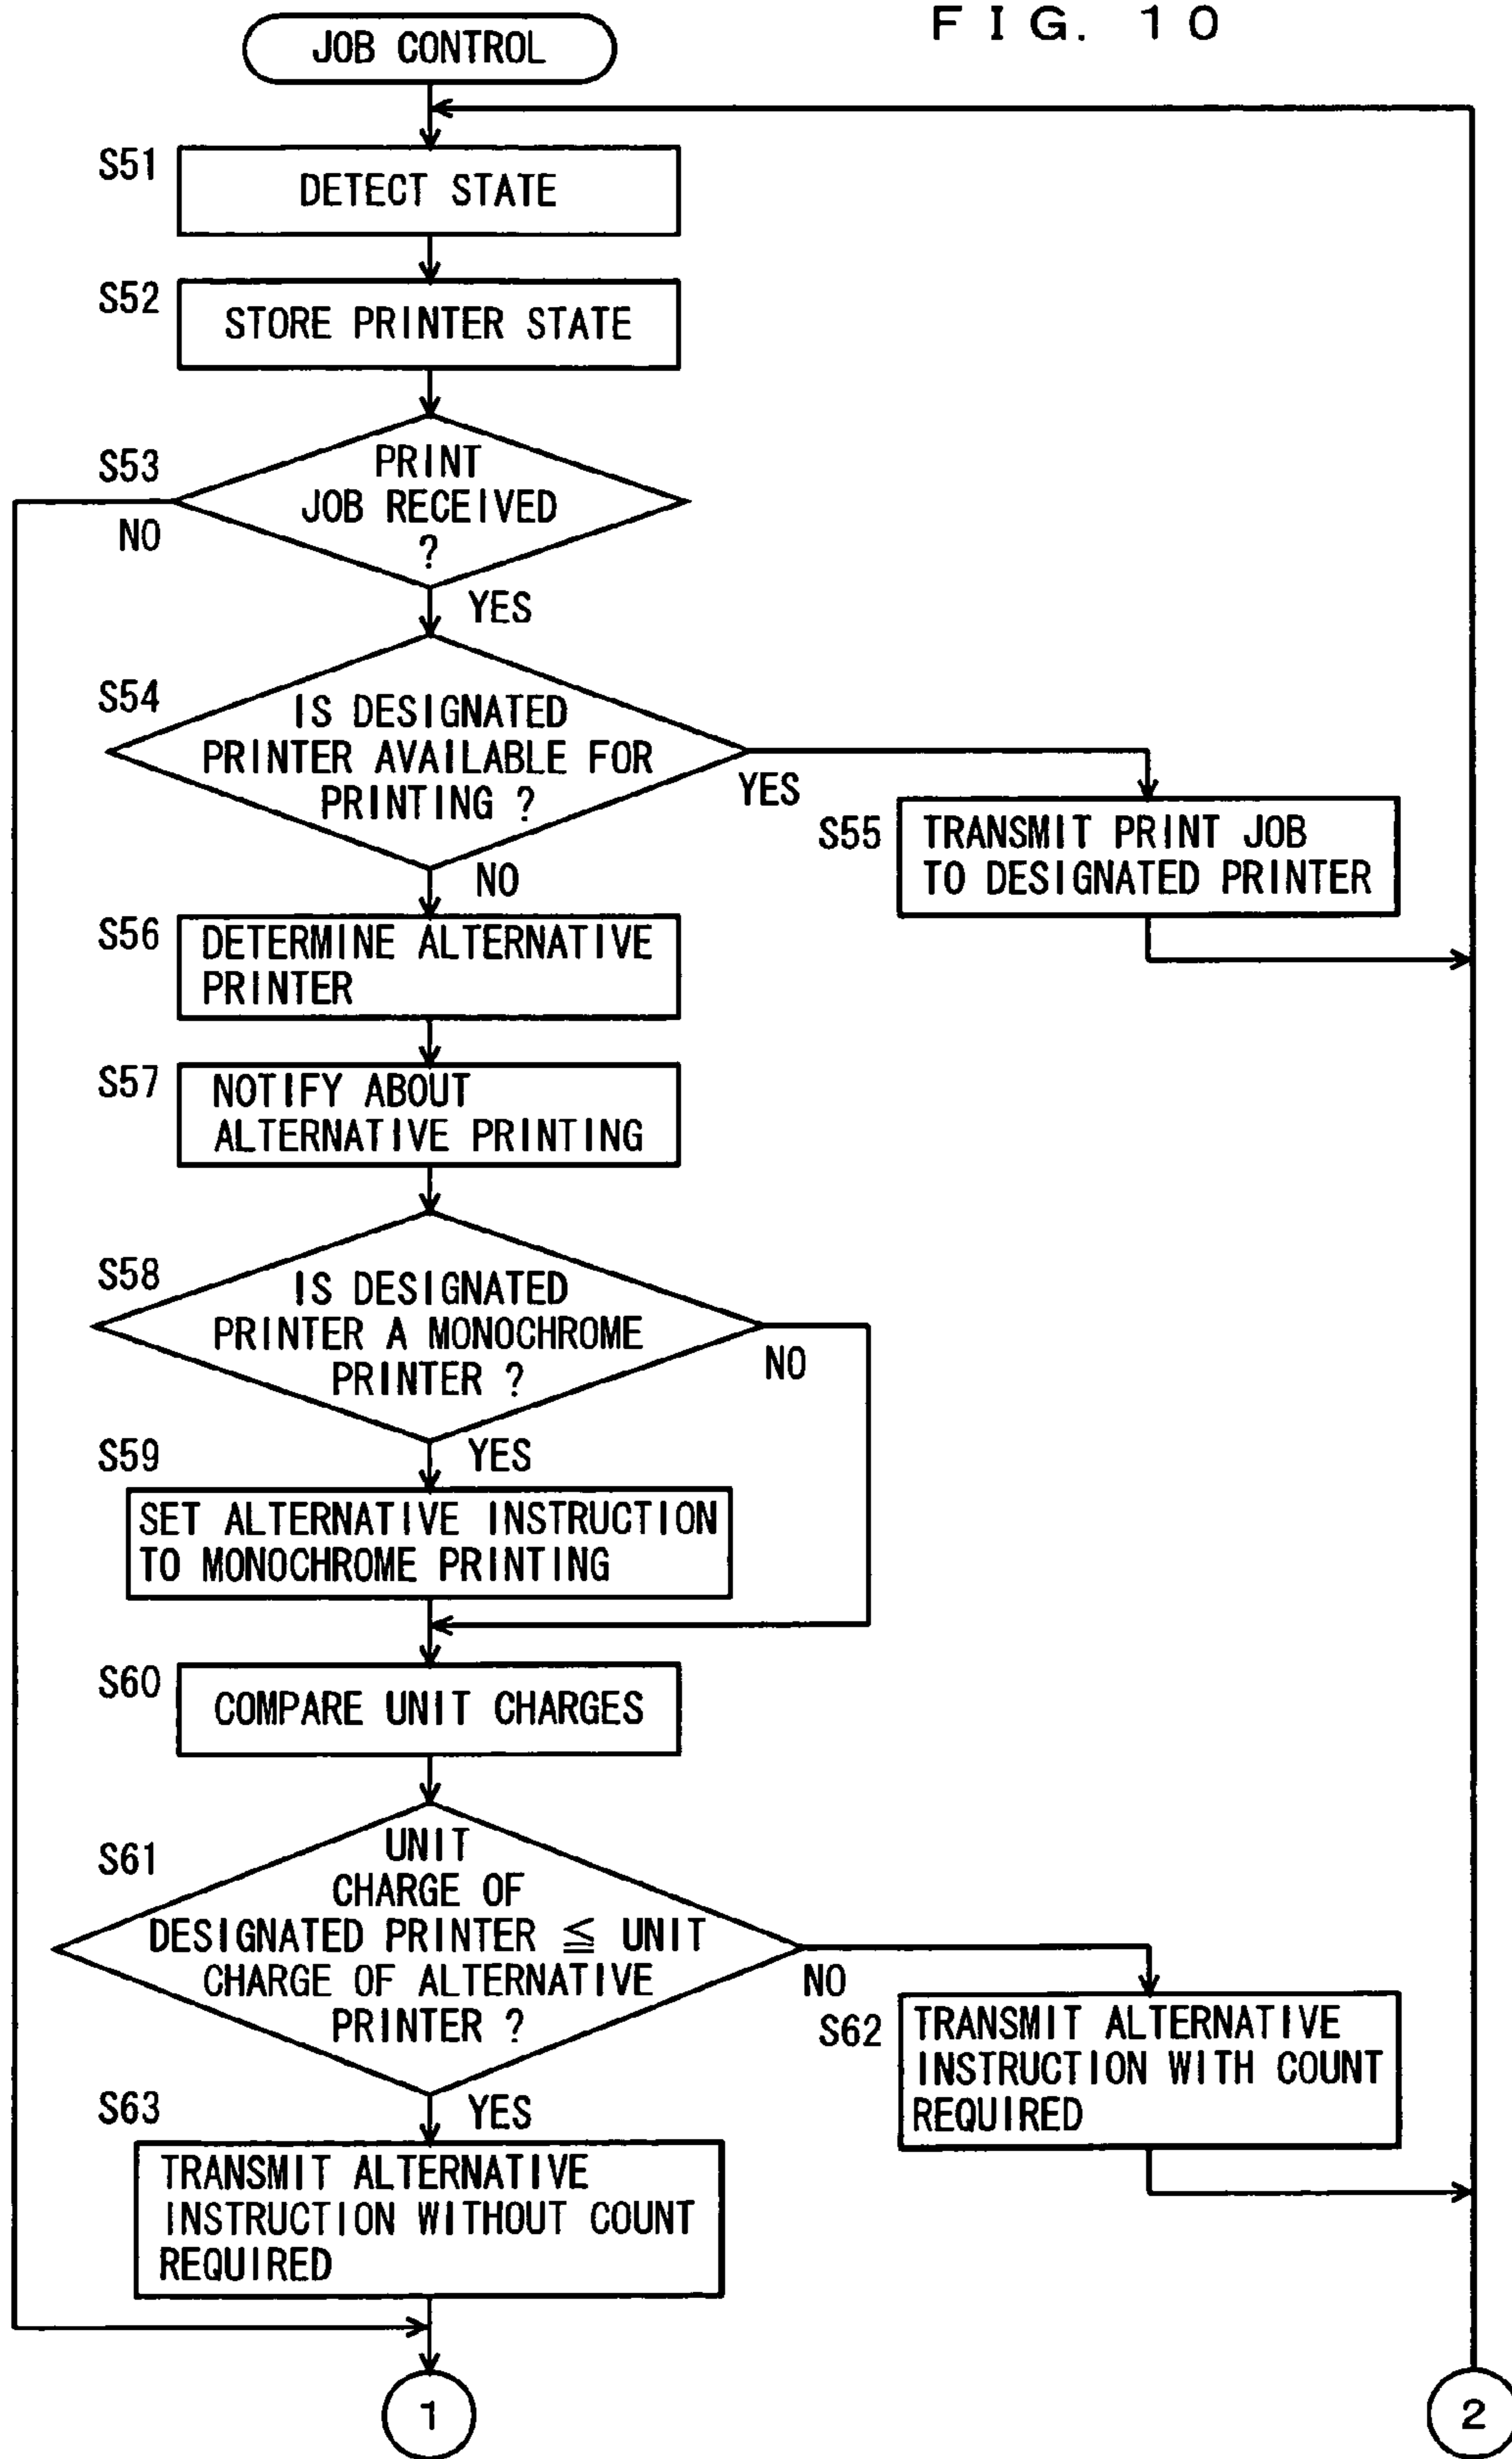 FIG. 10
JOB CONTROL
S51
DETECT STATE
S52
STORE PRINTER STATE
S53
PRINT
JOB RECEIVED
?
NO
YES
S54
IS DESIGNATED
PRINTER AVAILABLE FOR
PRINTING ?
YES
NO
S55
TRANSMIT PRINT JOB
TO DESIGNATED PRINTER
S56
DETERMINE ALTERNATIVE
PRINTER
S57
NOTIFY ABOUT
ALTERNATIVE PRINTING
S58
IS DESIGNATED
PRINTER A MONOCHROME
PRINTER ?
NO
YES
S59
SET ALTERNATIVE INSTRUCTION
TO MONOCHROME PRINTING
S60
COMPARE UNIT CHARGES
S61
UNIT
CHARGE OF
DESIGNATED PRINTER ≦ UNIT
CHARGE OF ALTERNATIVE
PRINTER ?
NO
YES
S62
TRANSMIT ALTERNATIVE
INSTRUCTION WITH COUNT
REQUIRED
S63
TRANSMIT ALTERNATIVE
INSTRUCTION WITHOUT COUNT
REQUIRED
1
2